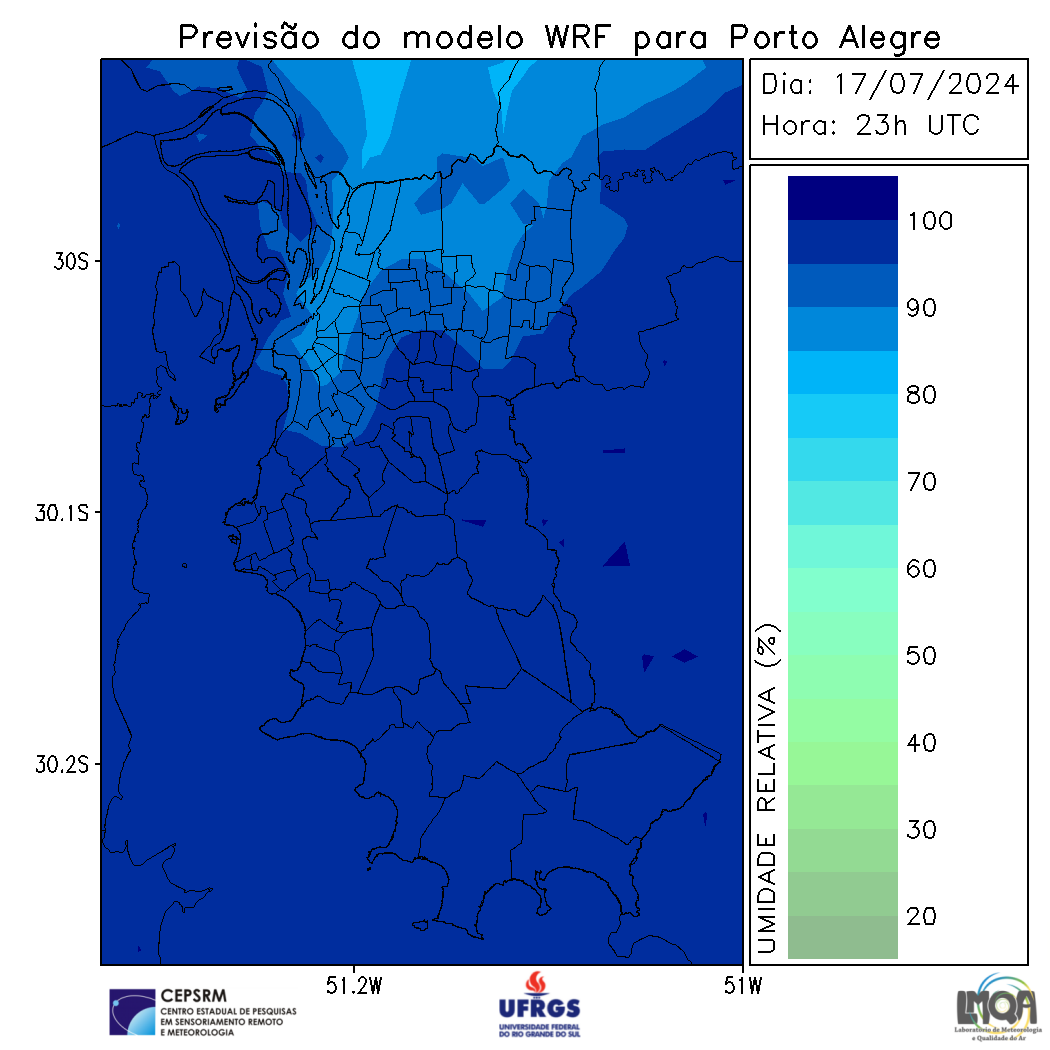 Previsão do modelo WRF para Porto Alegre
Dia: 17/07/2024
Hora: 23h UTC
30S
30.1S
30.2S
51.2W
51W
100
90
80
70
60
50
40
30
20
UMIDADE RELATIVA (%)
CEPSRM
CENTRO ESTADUAL DE PESQUISAS
EM SENSORIAMENTO REMOTO
E METEOROLOGIA
UFRGS
UNIVERSIDADE FEDERAL
DO RIO GRANDE DO SUL
LMQA
Laboratório de Meteorologia
e Qualidade do Ar